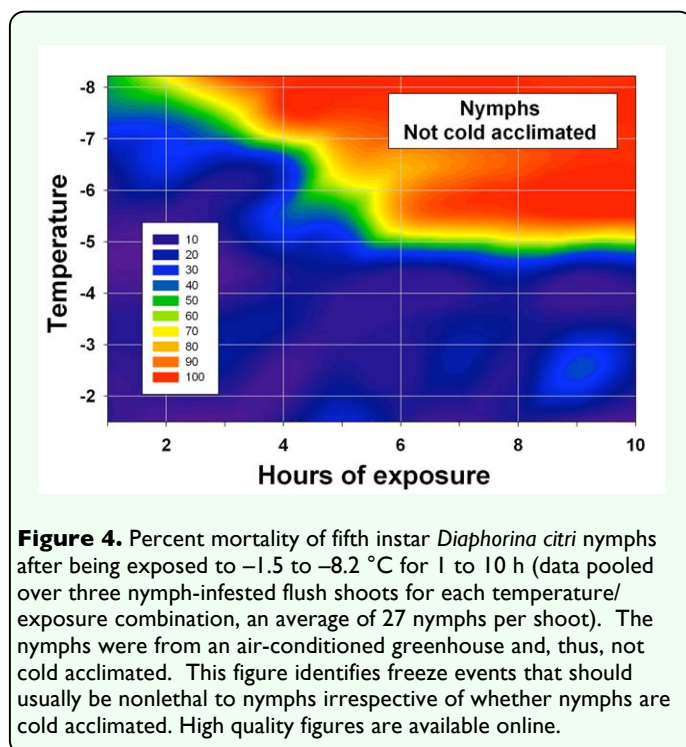 -8
-7
-6
-5
-4
-3
-2
Temperature
Nymphs
Not cold acclimated
10
20
30
40
50
60
70
80
90
100
2 4 6 8 10
Hours of exposure
Figure 4. Percent mortality of fifth instar Diaphorina citri nymphs
after being exposed to –1.5 to –8.2 °C for 1 to 10 h (data pooled
over three nymph-infested flush shoots for each temperature/
exposure combination, an average of 27 nymphs per shoot). The
nymphs were from an air-conditioned greenhouse and, thus, not
cold acclimated. This figure identifies freeze events that should
usually be nonlethal to nymphs irrespective of whether nymphs are
cold acclimated. High quality figures are available online.